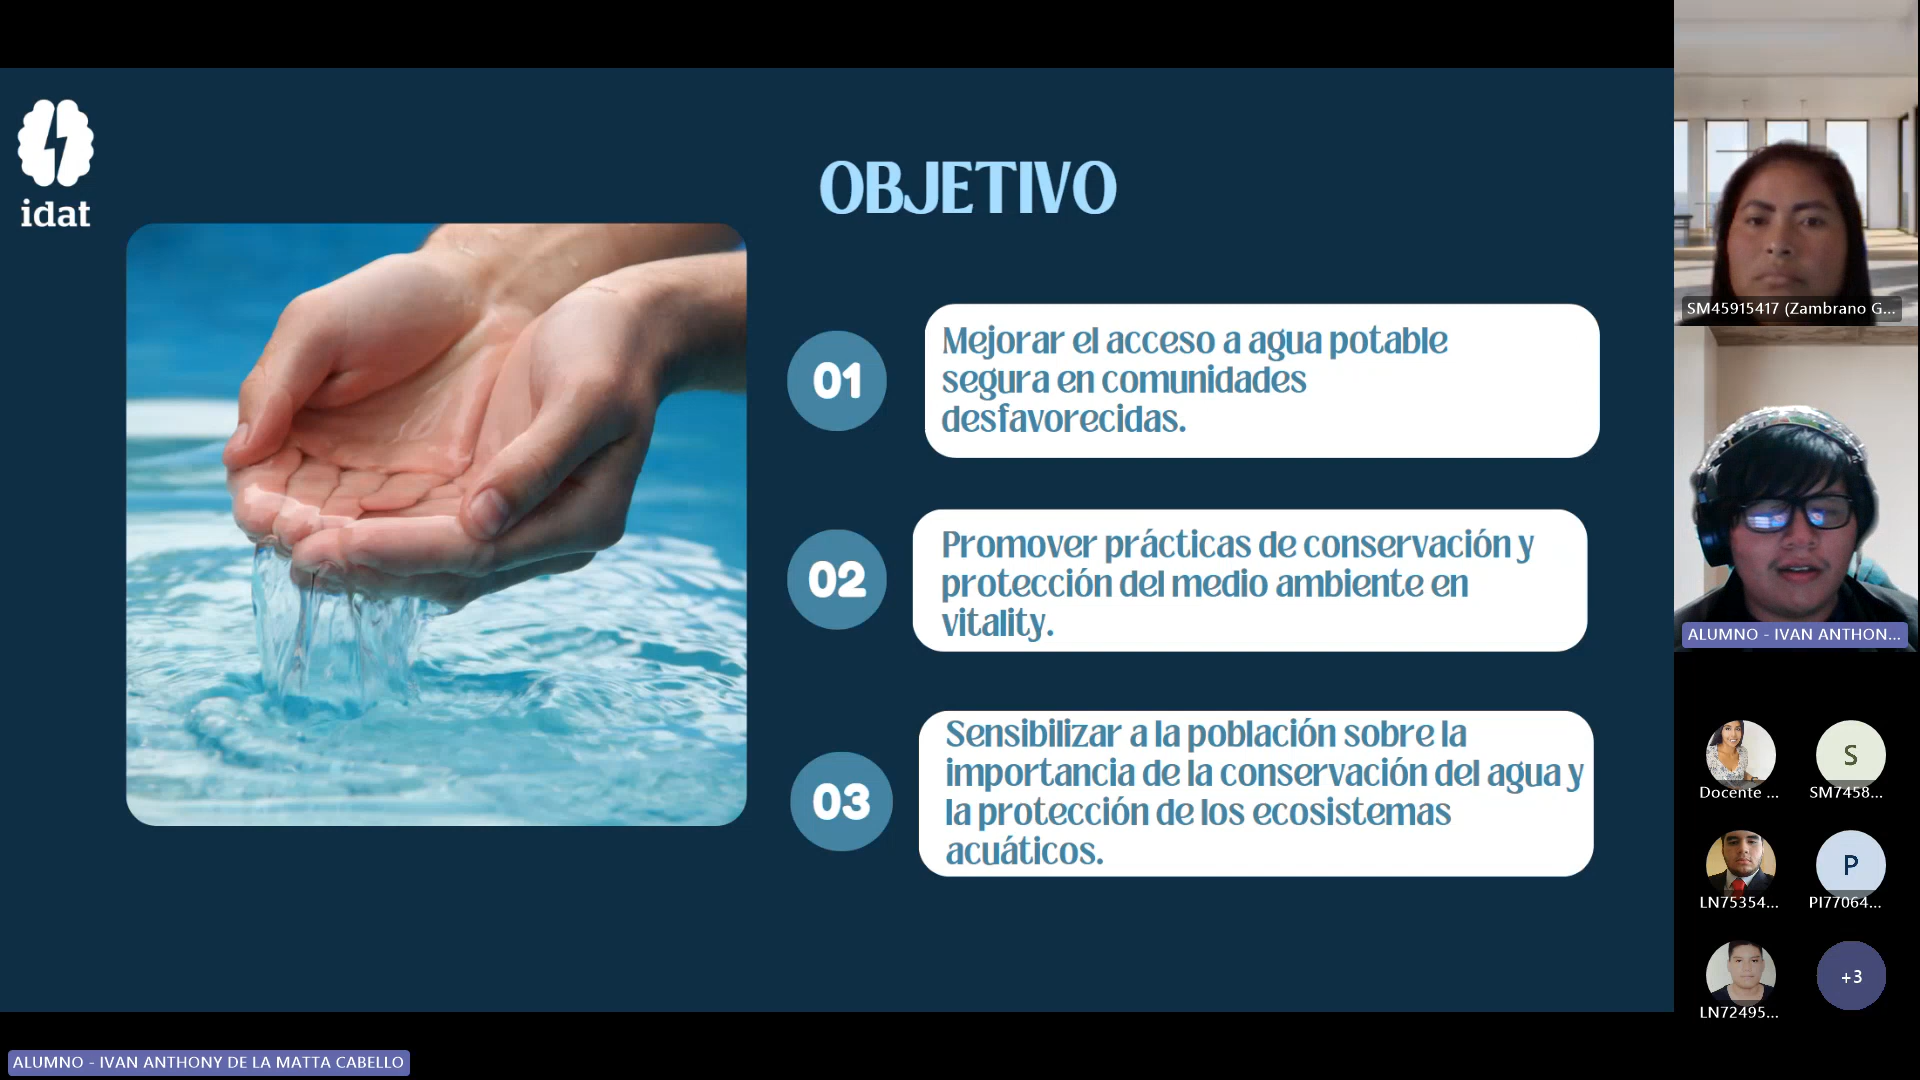 idat
OBJETIVO
01
Mejorar el acceso a agua potable
segura en comunidades
desfavorecidas.
02
Promover prácticas de conservación y
protección del medio ambiente en
vitality.
03
Sensibilizar a la población sobre la
importancia de la conservación del agua y
la protección de los ecosistemas
acuáticos.
SM45915417 (Zambrano G...
ALUMNO - IVAN ANTHON...
S
Docente ...
SM7458...
P
LN75354...
PI77064...
+3
LN72495...
ALUMNO - IVAN ANTHONY DE LA MATTA CABELLO